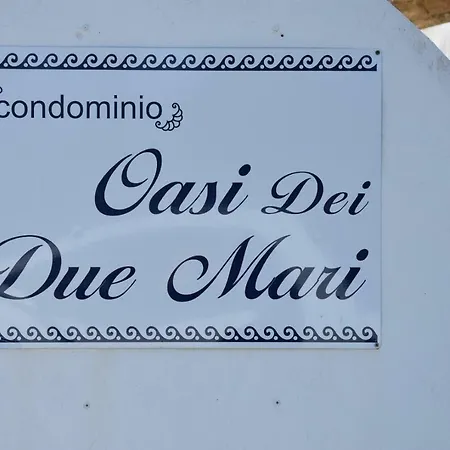 condominio
Oasi Dei
Due Mari